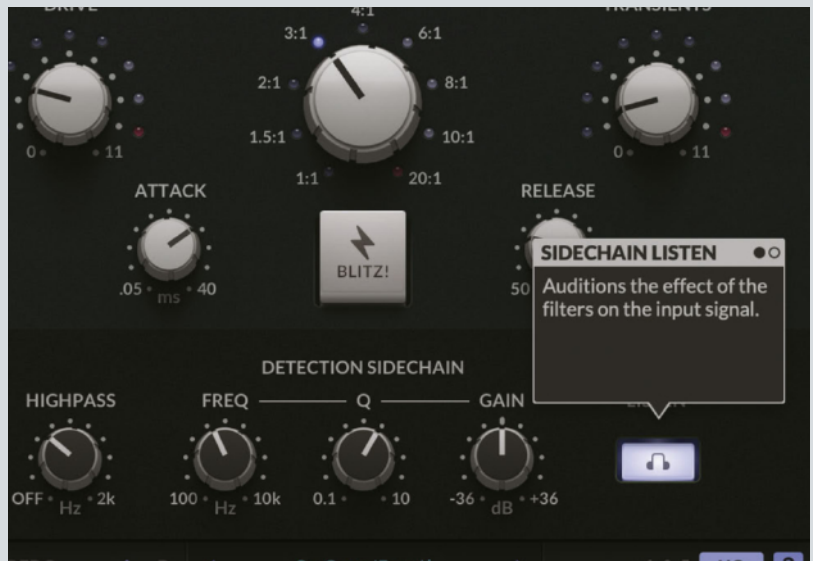 DRIVE
4:1
TRANSIENTS
3:1
6:1
2:1
8:1
1.5:1
10:1
0
11
1:1
20:1
0
11
ATTACK
RELEASE
BLITZ!
.05
ms
40
50
SIDECHAIN LISTEN
Auditions the effect of the
filters on the input signal.
DETECTION SIDECHAIN
HIGHPASS
FREQ
Q
GAIN
OFF
Hz
2k
100
Hz
10k
0.1
10
-36
dB
+36